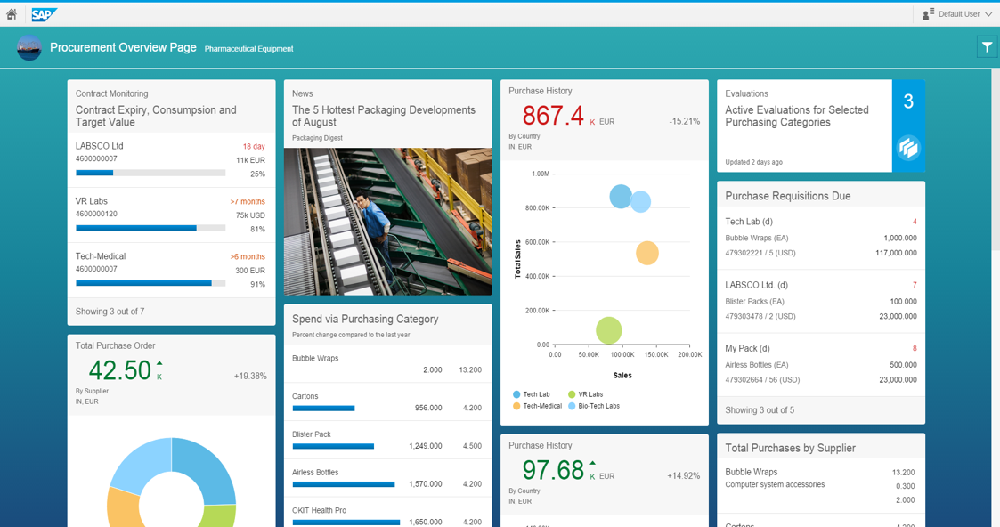 SAP
Default User
Procurement Overview Page
Pharmaceutical Equipment
Contract Monitoring
Contract Expiry, Consumpsion and
Target Value
LABSCO Ltd
18 day
4600000007
11k EUR
25%
VR Labs
>7 months
4600000120
75k USD
81%
Tech-Medical
>6 months
4600000007
300 EUR
91%
Showing 3 out of 7
Total Purchase Order
42.50
K
+19.38%
By Supplier
IN, EUR
News
The 5 Hottest Packaging Developments
of August
Packaging Digest
Spend via Purchasing Category
Percent change compared to the last year
Bubble Wraps
2.000 13.200
Cartons
956.000 4.200
Blister Pack
1,249.000 4.500
Airless Bottles
1,570.000 4.200
OKIT Health Pro
1,650.000 4.200
Purchase History
867.4 K EUR
-15.21%
By Country
IN, EUR
1.00M
800.00K
600.00K
400.00K
200.00K
0.00
TotalSales
0.00 50.00K 100.00K 150.00K 200.00K
Sales
Tech Lab VR Labs
Tech-Medical Bio-Tech Labs
Purchase History
97.68 K EUR
+14.92%
By Country
IN, EUR
Evaluations
Active Evaluations for Selected
Purchasing Categories
Updated 2 days ago
3
Purchase Requisitions Due
Tech Lab (d) 4
Bubble Wraps (EA) 1,000.000
479302221 / 5 (USD) 117,000.000
LABSCO Ltd. (d) 7
Blister Packs (EA) 100.000
479303478 / 2 (USD) 23,000.000
My Pack (d) 8
Airless Bottles (EA) 500.000
479302664 / 56 (USD) 23,000.000
Showing 3 out of 5
Total Purchases by Supplier
Bubble Wraps 13.200
Computer system accessories 0.300
2.000